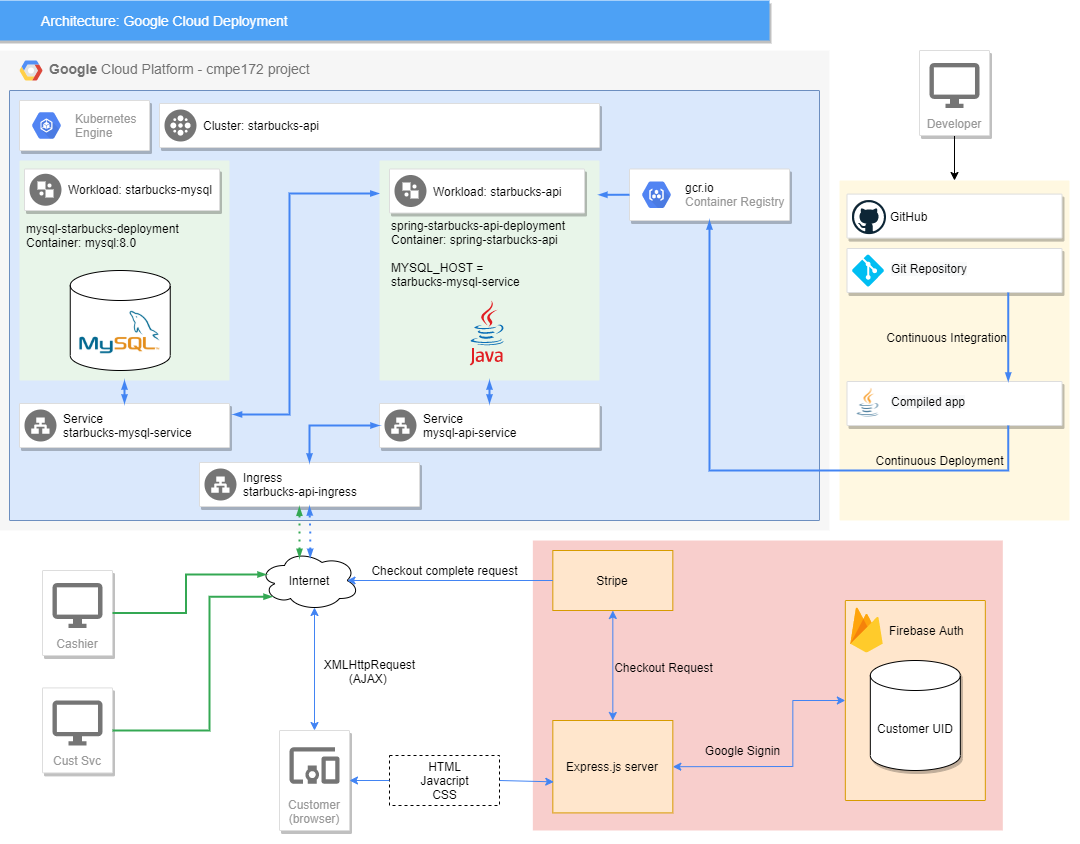 Architecture: Google Cloud Deployment
Google Cloud Platform - cmpe172 project
Kubernetes
Engine
Cluster: starbucks-api
Developer
Workload: starbucks-mysql
mysql-starbucks-deployment
Container: mysql:8.0
MySQL
Workload: starbucks-api
spring-starbucks-api-deployment
Container: spring-starbucks-api
MYSQL_HOST =
starbucks-mysql-service
Java
gcr.io
Container Registry
GitHub
Git Repository
Continuous Integration
Compiled app
Continuous Deployment
Service
starbucks-mysql-service
Service
mysql-api-service
Ingress
starbucks-api-ingress
Internet
Checkout complete request
Stripe
Cashier
Cust Svc
XMLHttpRequest
(AJAX)
Checkout Request
Firebase Auth
Customer UID
Customer
(browser)
HTML
Javacript
CSS
Express.js server
Google Signin